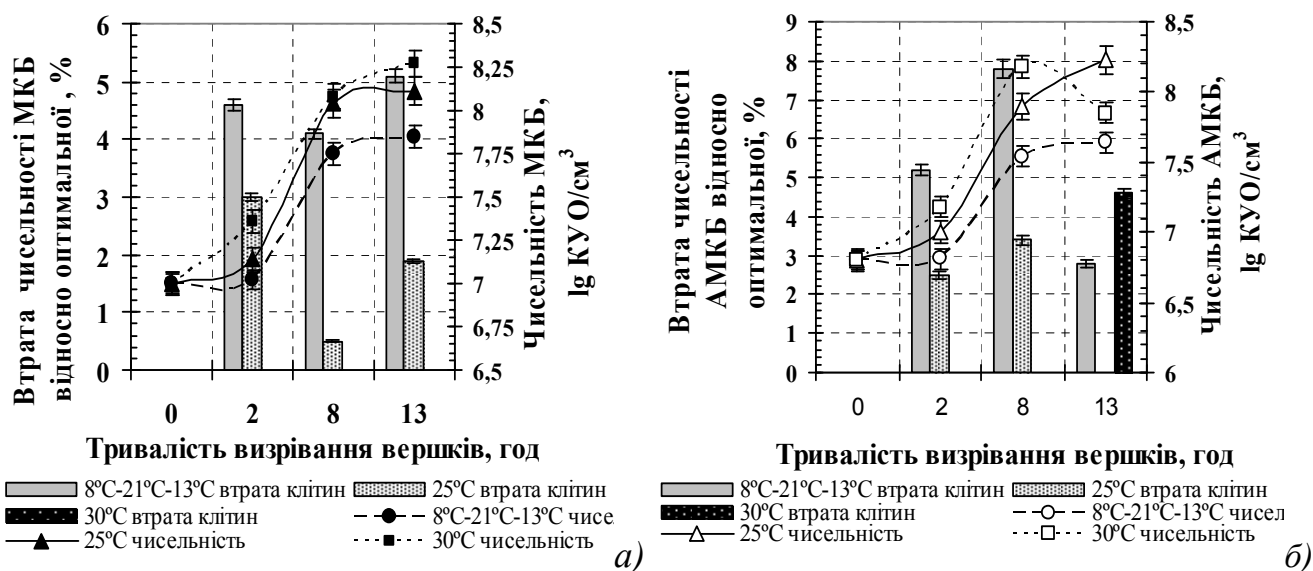 Втрата чисельності МКБ
відносно оптимальної , %
6
5
4
3
2
1
0
8,5
8,25
8
7,75
7,5
7,25
7
6,75
6,5
Чисельність МКБ,
lg КУО/см³
0 2 8 13
Тривалість визрівання вершків, год
8ºС-21ºС-13ºС втрата клітин 25ºС втрата клітин
30ºС втрата клітин 8ºС-21ºС-13ºС чисел
25ºС чисельність 30ºС чисельність
а)
Втрата чисельності
АМКБ відносно
оптимальної, %
9
8
7
6
5
4
3
2
1
0
8,5
8
7,5
7
6,5
6
Чисельність АМКБ,
lg КУО/см³
0 2 8 13
Тривалість визрівання вершків, год
8ºС-21ºС-13ºС втрата клітин 25ºС втрата клітин
30ºС втрата клітин 8ºС-21ºС-13ºС чисел
25ºС чисельність 30ºС чисельність
б)